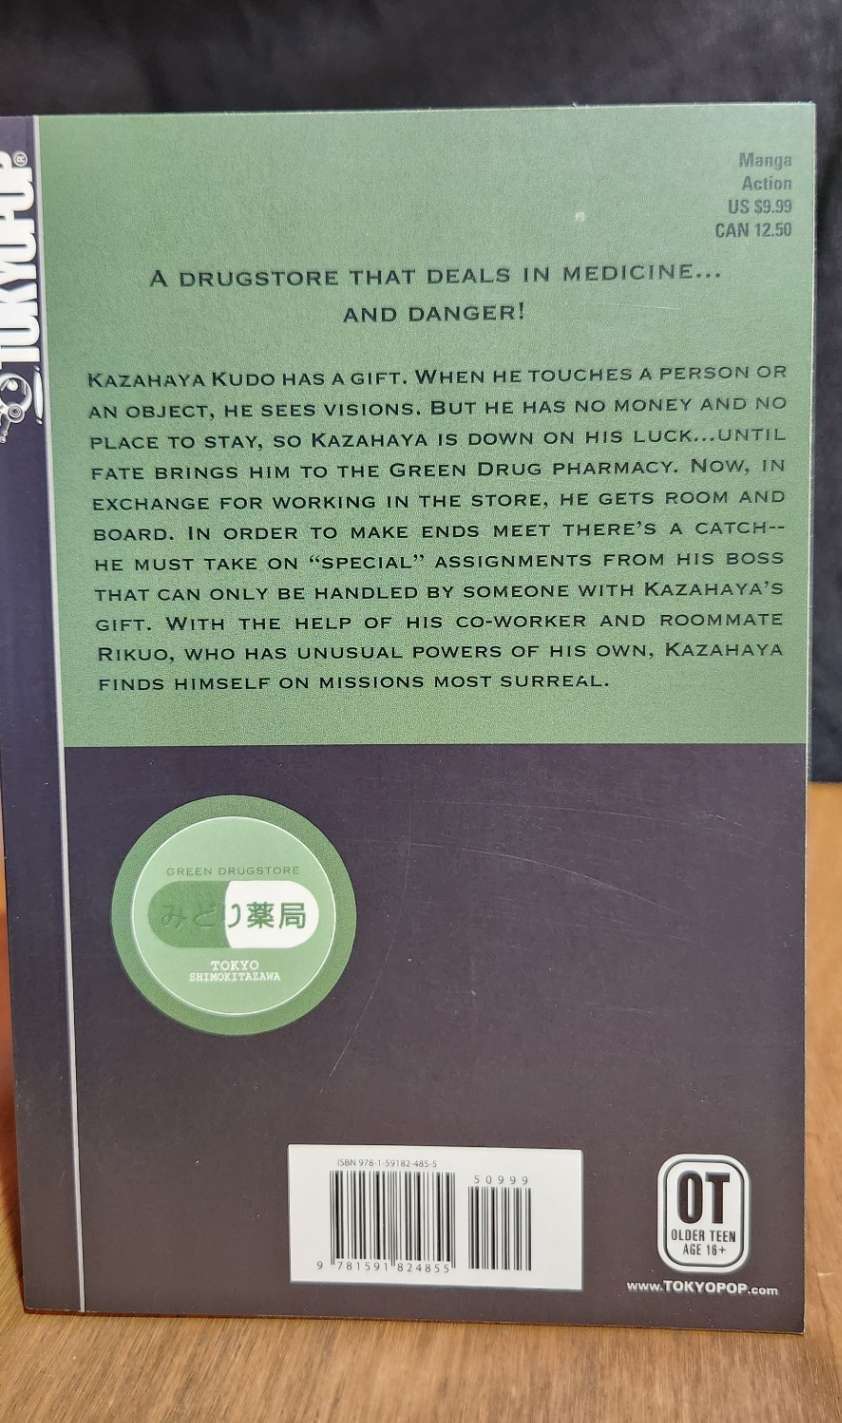 TOKYOPOP®
Manga
Action
US $9.99
CAN 12.50
A DRUGSTORE THAT DEALS IN MEDICINE...
AND DANGER!
KAZAHAYA KUDO HAS A GIFT. WHEN HE TOUCHES A PERSON OR
AN OBJECT, HE SEES VISIONS. BUT HE HAS NO MONEY AND NO
PLACE TO STAY, SO KAZAHAYA IS DOWN ON HIS LUCK...UNTIL
FATE BRINGS HIM TO THE GREEN DRUG PHARMACY. NOW, IN
EXCHANGE FOR WORKING IN THE STORE, HE GETS ROOM AND
BOARD. IN ORDER TO MAKE ENDS MEET THERE'S A CATCH--
HE MUST TAKE ON “SPECIAL” ASSIGNMENTS FROM HIS BOSS
THAT CAN ONLY BE HANDLED BY SOMEONE WITH KAZAHAYA'S
GIFT. WITH THE HELP OF HIS CO-WORKER AND ROOMMATE
RIKUO, WHO HAS UNUSUAL POWERS OF HIS OWN, KAZAHAYA
FINDS HIMSELF ON MISSIONS MOST SURREAL.
GREEN DRUGSTORE
みどり薬局
TOKYO
SHIMOKITAZAWA
ISBN 978-1-59182-485-5
50999
9 781591 824855
OT
OLDER TEEN
AGE 16+
www.TOKYOPOP.com